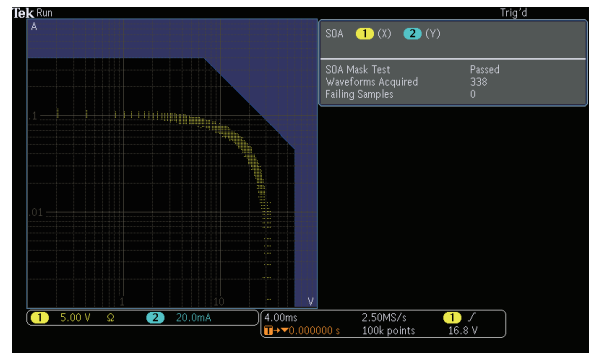 Tek Run Trig'd
A
SOA 1 (X) 2 (Y)
SOA Mask Test Passed
Waveforms Acquired 338
Failing Samples 0
.1
.01
1 10 V
1 5.00 V Ω 2 20.0mA
4.00ms 2.50MS/s 1 /
T→▼0.000000 s 100k points 16.8 V